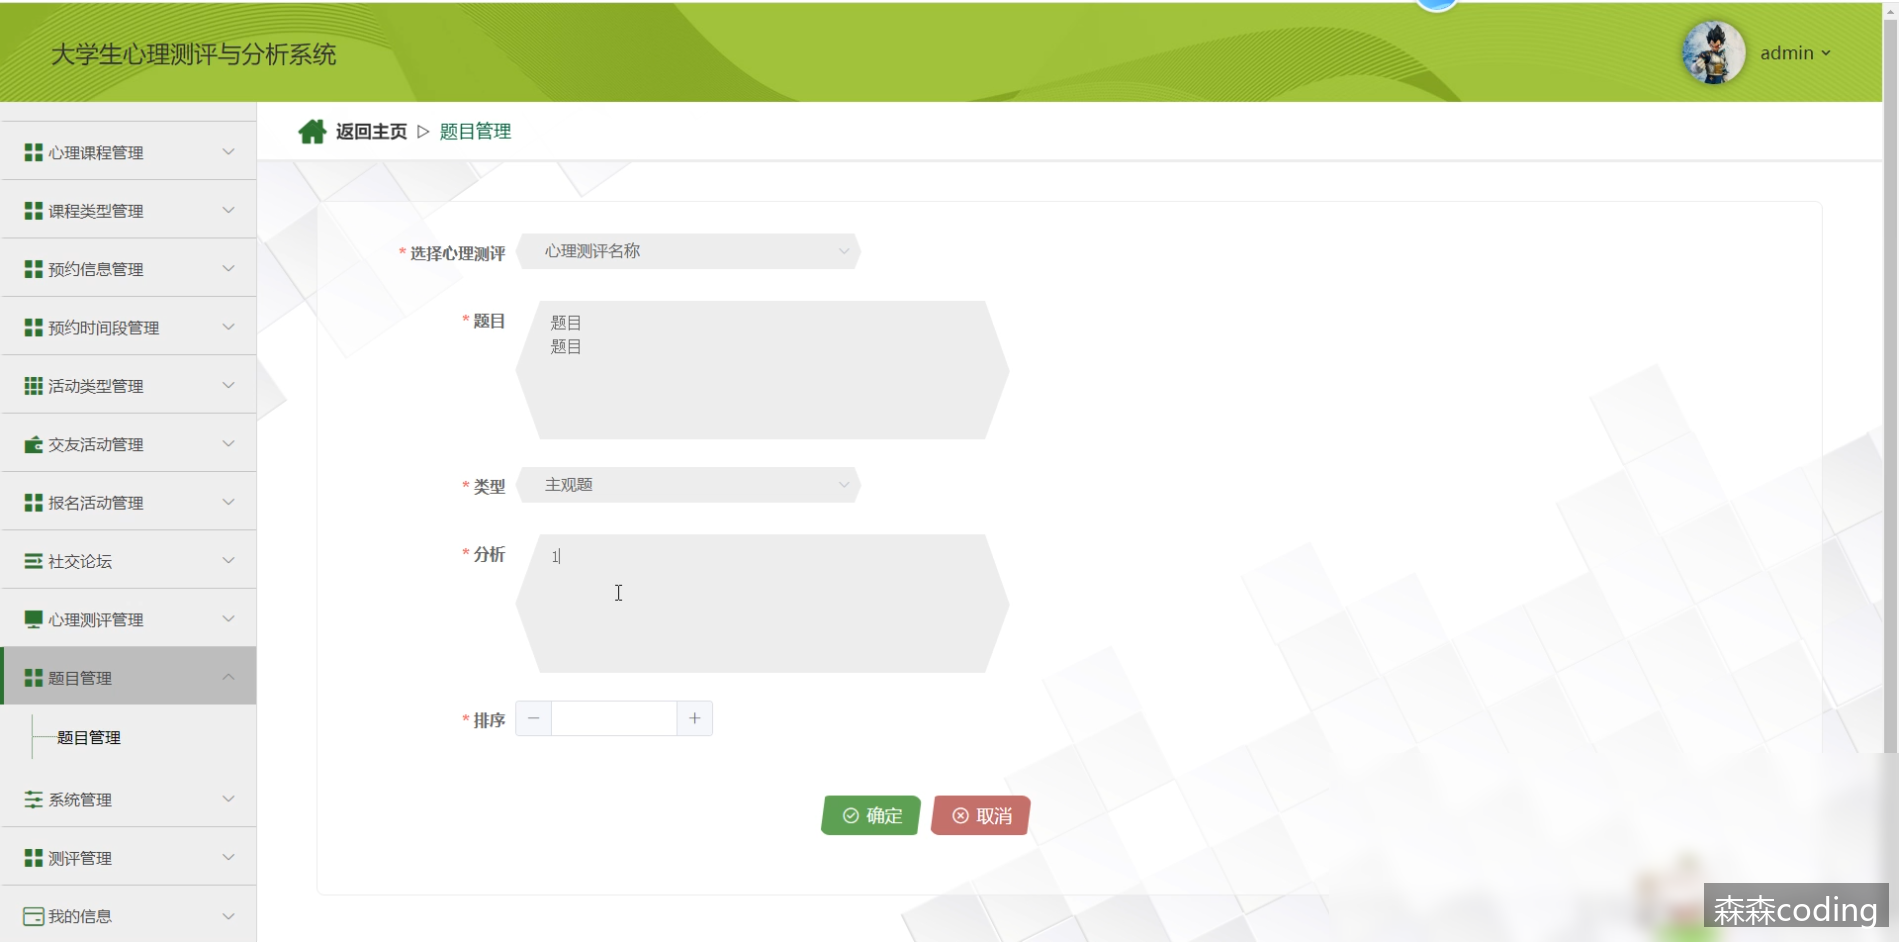 大学生心理测评与分析系统
admin
返回主页 ▷ 题目管理
心理课程管理
课程类型管理
预约信息管理
预约时间段管理
活动类型管理
交友活动管理
报名活动管理
社交论坛
心理测评管理
题目管理
题目管理
系统管理
测评管理
我的信息
* 选择心理测评 心理测评名称
* 题目 题目
题目
* 类型 主观题
* 分析 1
* 排序
确定 取消
森森coding